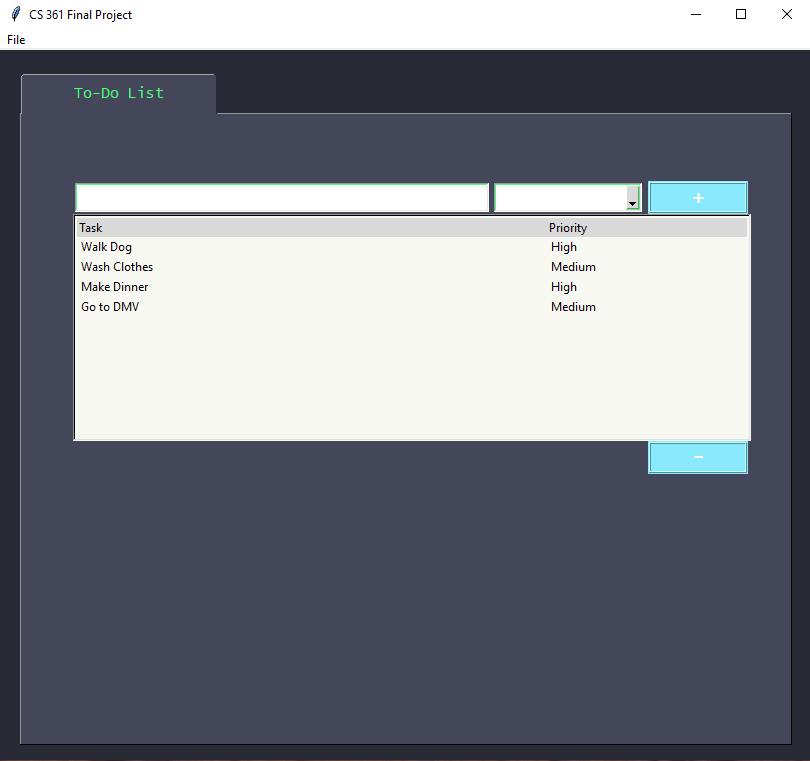 CS 361 Final Project
File
To-Do List
+
Task Priority
Walk Dog High
Wash Clothes Medium
Make Dinner High
Go to DMV Medium
−